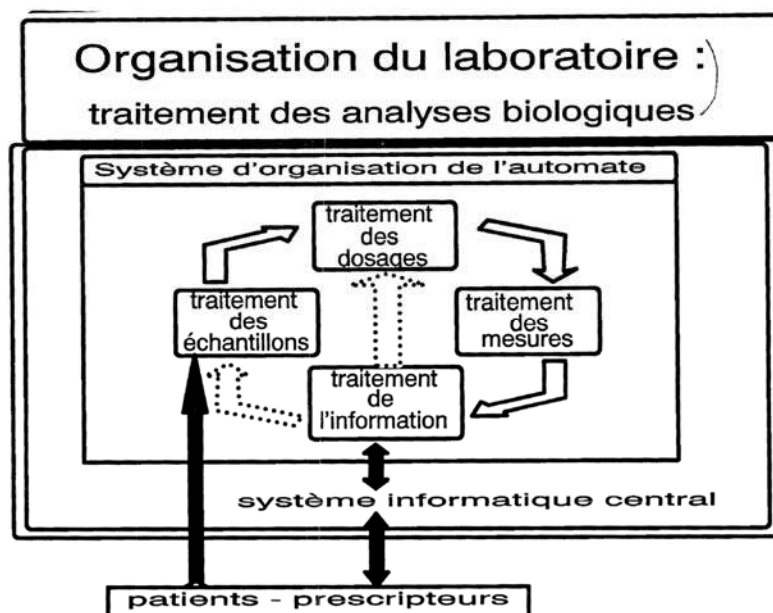 Organisation du laboratoire :
traitement des analyses biologiques
Système d'organisation de l'automate
traitement
des
dosages
traitement
des
échantillons
traitement
des
mesures
traitement
de
l'information
système informatique central
patients - prescripteurs